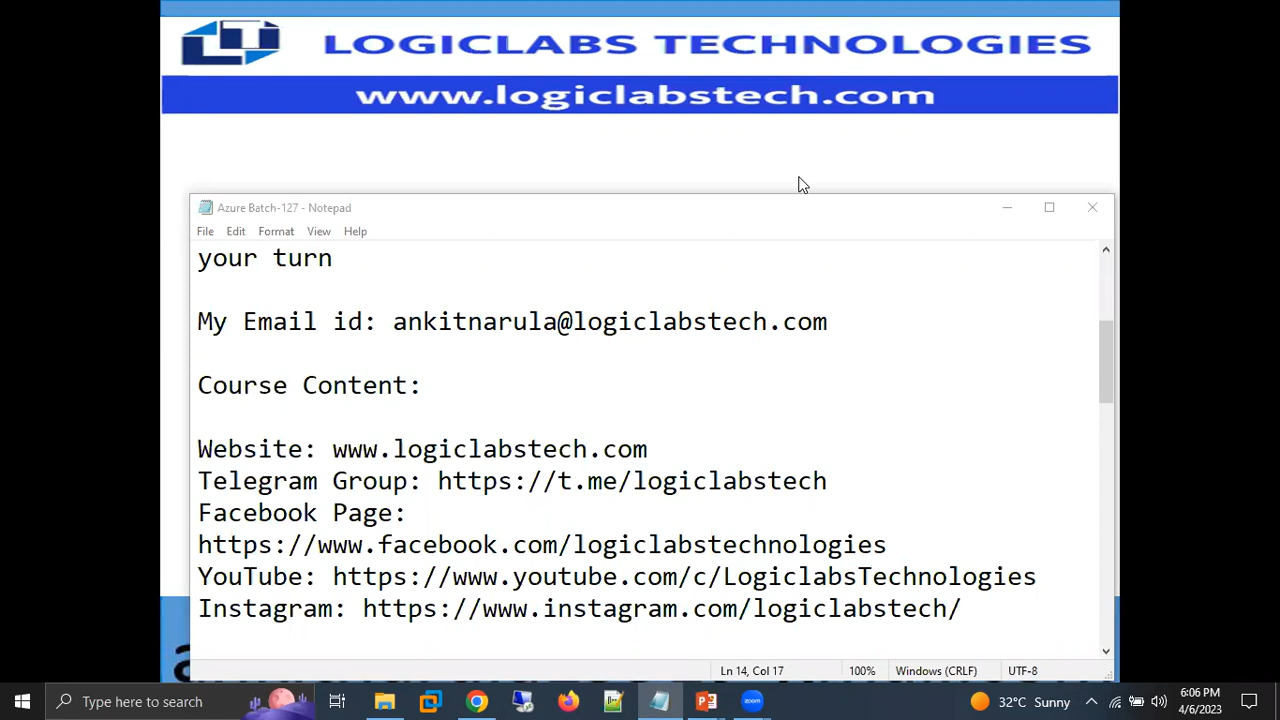 LOGICLABS TECHNOLOGIES
www.logiclabstech.com
Azure Batch-127 - Notepad
File Edit Format View Help
your turn
My Email id: ankitnarula@logiclabstech.com
Course Content:
Website: www.logiclabstech.com
Telegram Group: https://t.me/logiclabstech
Facebook Page:
https://www.facebook.com/logiclabstechnologies
YouTube: https://www.youtube.com/c/LogiclabsTechnologies
Instagram: https://www.instagram.com/logiclabstech/
Ln 14, Col 17 100% Windows (CRLF) UTF-8
Type here to search
32°C Sunny
6:06 PM
4/6/2023